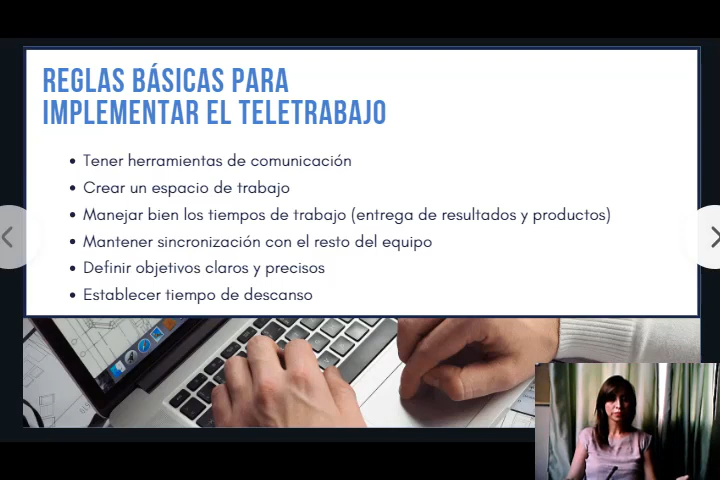 REGLAS BÁSICAS PARA
IMPLEMENTAR EL TELETRABAJO
• Tener herramientas de comunicación
• Crear un espacio de trabajo
• Manejar bien los tiempos de trabajo (entrega de resultados y productos)
• Mantener sincronización con el resto del equipo
• Definir objetivos claros y precisos
• Establecer tiempo de descanso